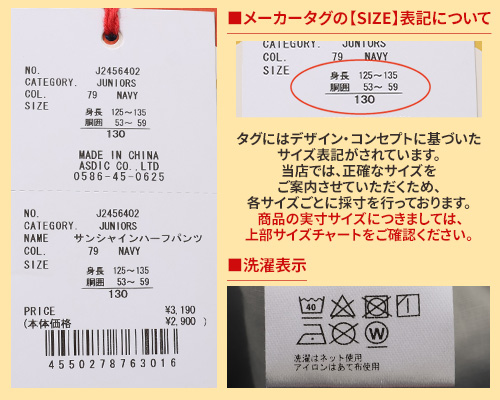 NO. J2456402
CATEGORY. JUNIORS
COL. 79 NAVY
SIZE
身長 125〜135
胴囲 53〜 59
130
MADE IN CHINA
ASDIC CO.,LTD
0586-45-0625
NO. J2456402
CATEGORY. JUNIORS
NAME サンシャインハーフパンツ
COL. 79 NAVY
SIZE
身長 125〜135
胴囲 53〜 59
130
PRICE ¥3,190
(本体価格 ¥2,900 )
4550278763016
■メーカータグの【SIZE】表記について
CATEGORY. JUNIORS
COL. 79 NAVY
SIZE
身長 125〜135
胴囲 53〜 59
130
タグにはデザイン・コンセプトに基づいた
サイズ表記がされています。
当店では、正確なサイズを
ご案内させていただくため、
各サイズごとに採寸を行っております。
商品の実寸サイズにつきましては、
上部サイズチャートをご確認ください。
■洗濯表示
40
W
洗濯はネット使用
アイロンはあて布使用